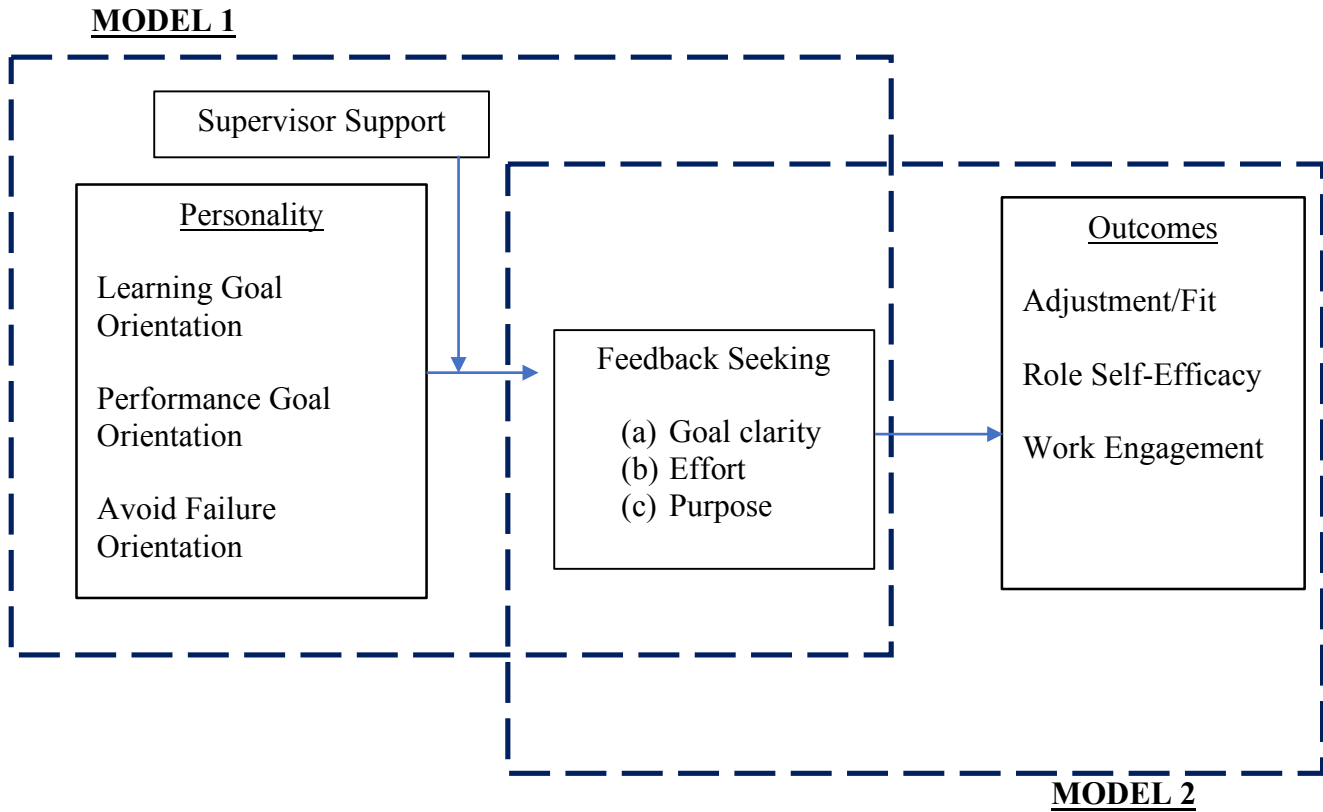 MODEL 1
Supervisor Support
Personality
Learning Goal
Orientation
Performance Goal
Orientation
Avoid Failure
Orientation
Feedback Seeking
(a) Goal clarity
(b) Effort
(c) Purpose
Outcomes
Adjustment/Fit
Role Self-Efficacy
Work Engagement
MODEL 2